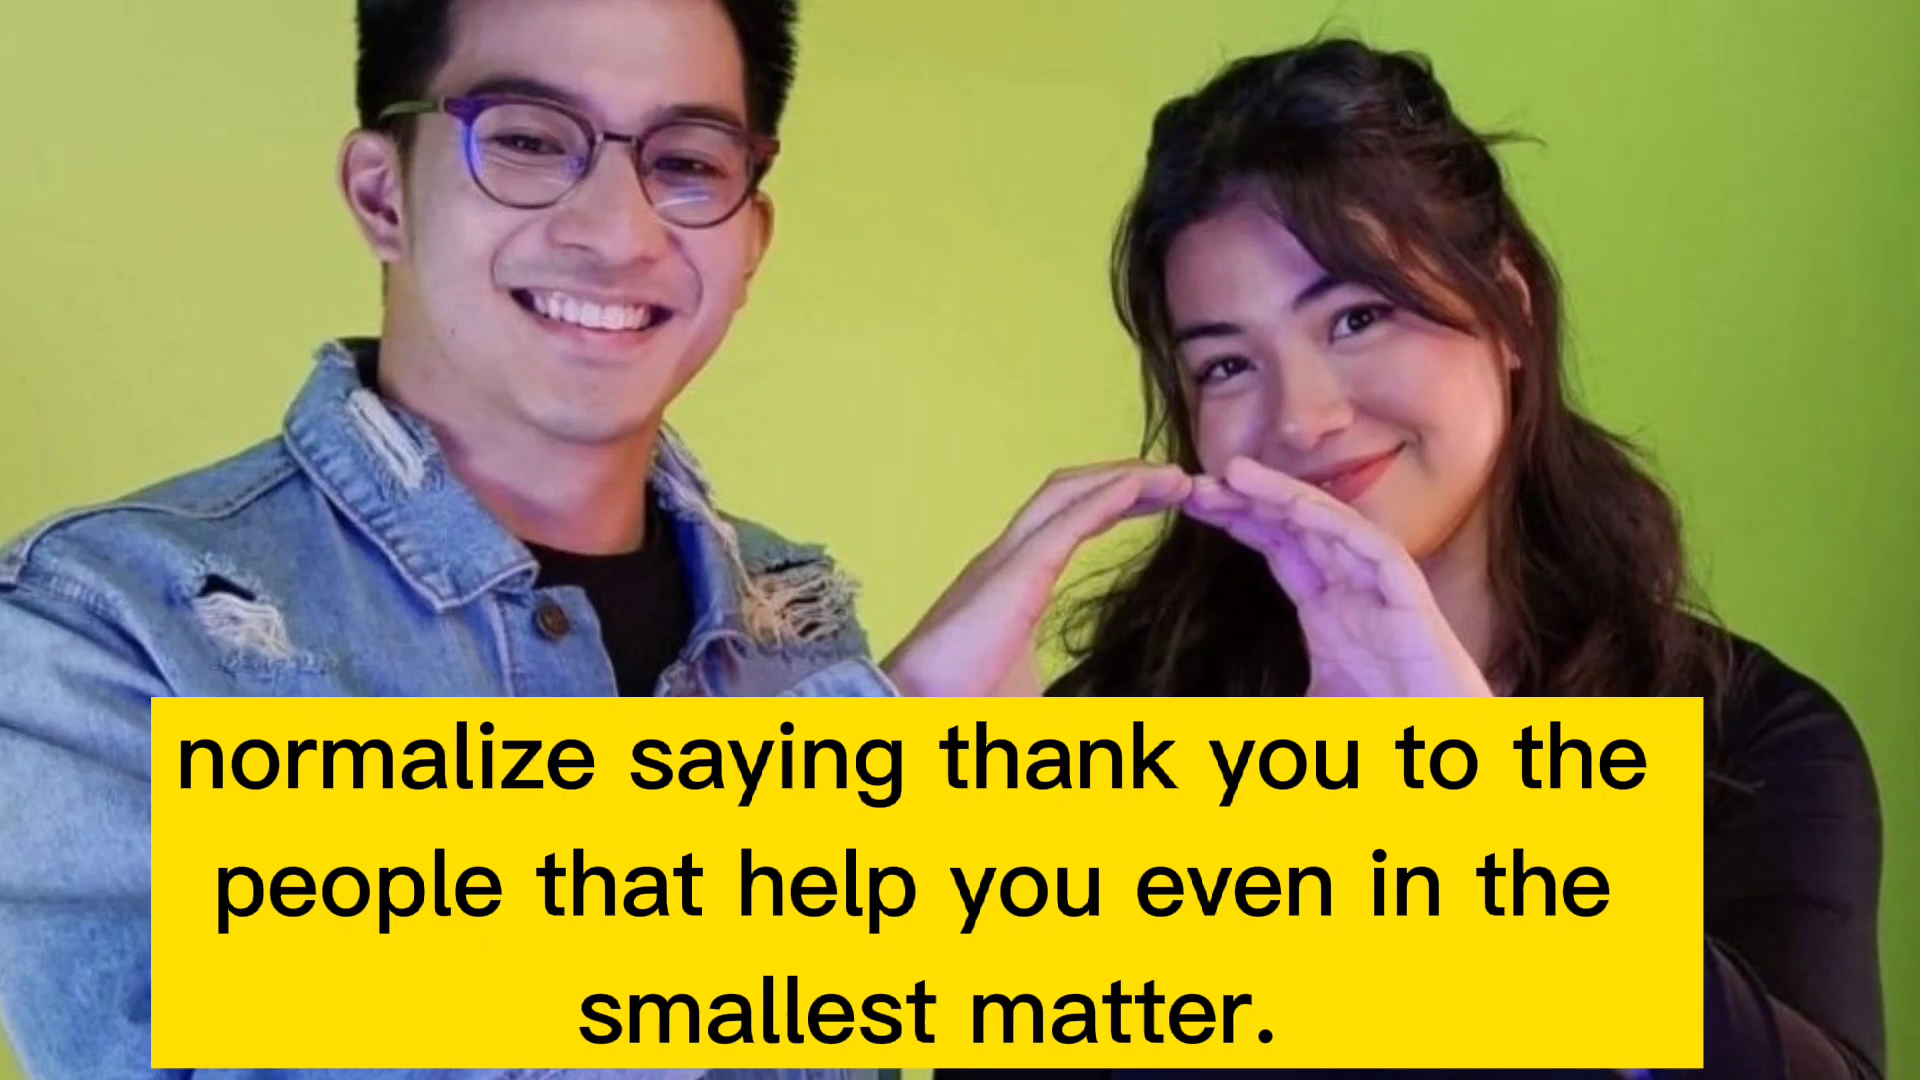 normalize saying thank you to the
people that help you even in the
smallest matter.